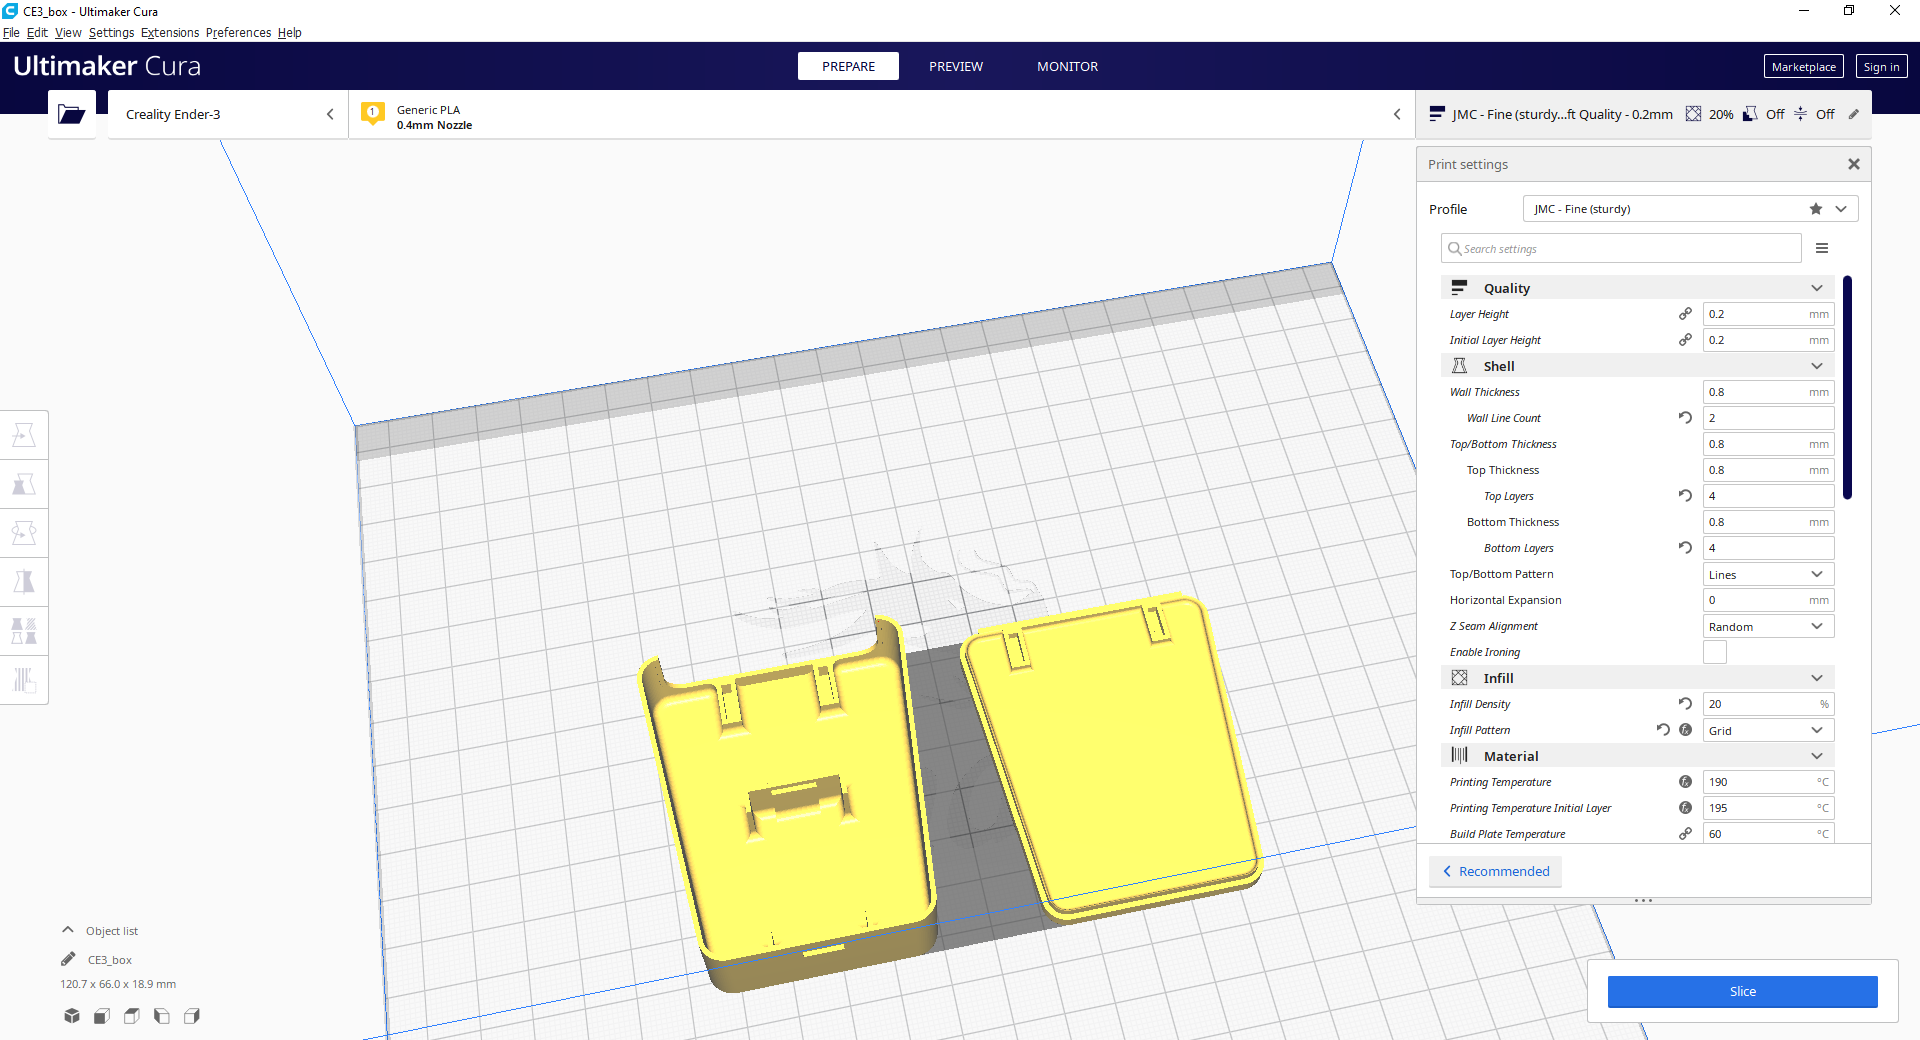 CE3_box - Ultimaker Cura
File Edit View Settings Extensions Preferences Help
Ultimaker Cura
PREPARE PREVIEW MONITOR
Marketplace Sign in
Creality Ender-3
1
Generic PLA
0.4mm Nozzle
JMC - Fine (sturdy...ft Quality - 0.2mm 20% Off Off
Print settings
Profile JMC - Fine (sturdy)
Search settings
Quality
Layer Height 0.2 mm
Initial Layer Height 0.2 mm
Shell
Wall Thickness 0.8 mm
Wall Line Count 2
Top/Bottom Thickness 0.8 mm
Top Thickness 0.8 mm
Top Layers 4
Bottom Thickness 0.8 mm
Bottom Layers 4
Top/Bottom Pattern Lines
Horizontal Expansion 0 mm
Z Seam Alignment Random
Enable Ironing
Infill
Infill Density 20 %
Infill Pattern Grid
Material
Printing Temperature 190 °C
Printing Temperature Initial Layer 195 °C
Build Plate Temperature 60 °C
Recommended
Object list
CE3_box
120.7 x 66.0 x 18.9 mm
Slice